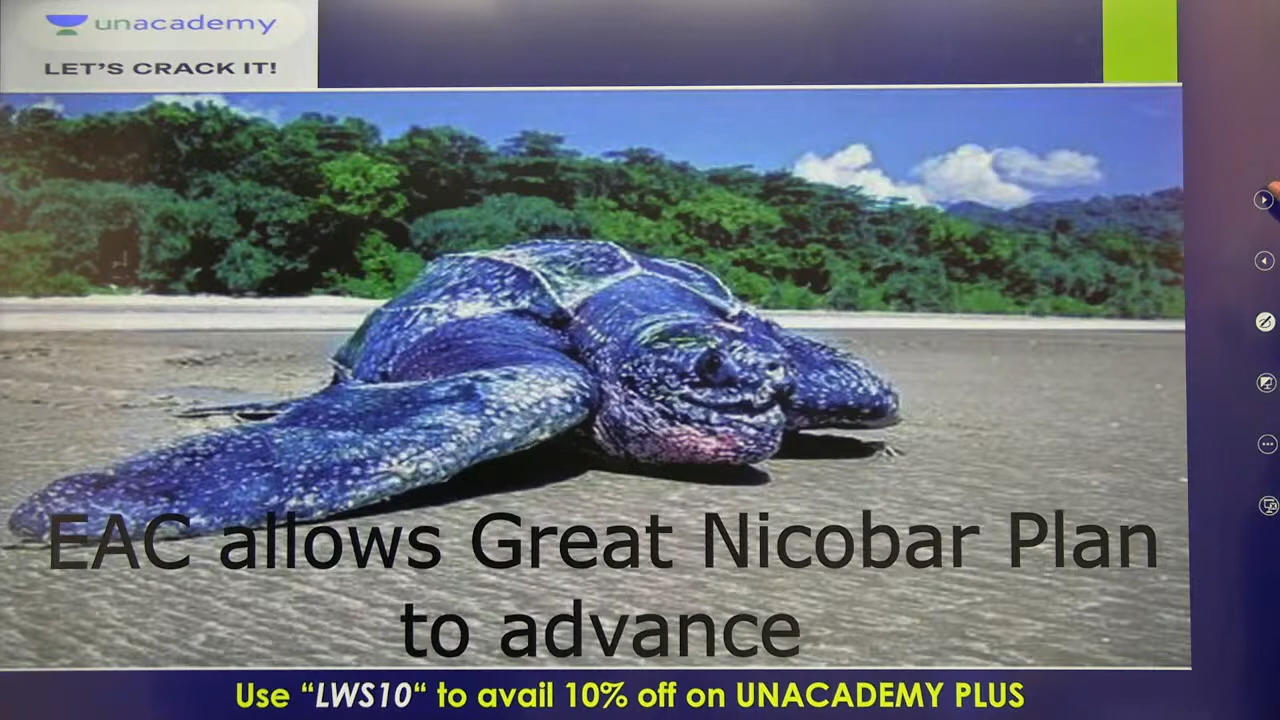 unacademy
LET'S CRACK IT!
EAC allows Great Nicobar Plan
to advance
Use “LWS10“ to avail 10% off on UNACADEMY PLUS